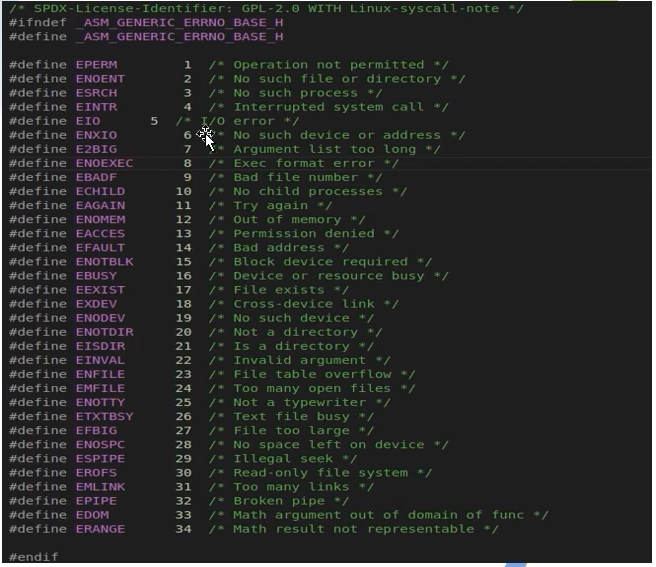 /* SPDX-License-Identifier: GPL-2.0 WITH Linux-syscall-note */
#ifndef _ASM_GENERIC_ERRNO_BASE_H
#define _ASM_GENERIC_ERRNO_BASE_H
#define EPERM 1 /* Operation not permitted */
#define ENOENT 2 /* No such file or directory */
#define ESRCH 3 /* No such process */
#define EINTR 4 /* Interrupted system call */
#define EIO 5 /* I/O error */
#define ENXIO 6 /* No such device or address */
#define E2BIG 7 /* Argument list too long */
#define ENOEXEC 8 /* Exec format error */
#define EBADF 9 /* Bad file number */
#define ECHILD 10 /* No child processes */
#define EAGAIN 11 /* Try again */
#define ENOMEM 12 /* Out of memory */
#define EACCES 13 /* Permission denied */
#define EFAULT 14 /* Bad address */
#define ENOTBLK 15 /* Block device required */
#define EBUSY 16 /* Device or resource busy */
#define EEXIST 17 /* File exists */
#define EXDEV 18 /* Cross-device link */
#define ENODEV 19 /* No such device */
#define ENOTDIR 20 /* Not a directory */
#define EISDIR 21 /* Is a directory */
#define EINVAL 22 /* Invalid argument */
#define ENFILE 23 /* File table overflow */
#define EMFILE 24 /* Too many open files */
#define ENOTTY 25 /* Not a typewriter */
#define ETXTBSY 26 /* Text file busy */
#define EFBIG 27 /* File too large */
#define ENOSPC 28 /* No space left on device */
#define ESPIPE 29 /* Illegal seek */
#define EROFS 30 /* Read-only file system */
#define EMLINK 31 /* Too many links */
#define EPIPE 32 /* Broken pipe */
#define EDOM 33 /* Math argument out of domain of func */
#define ERANGE 34 /* Math result not representable */
#endif